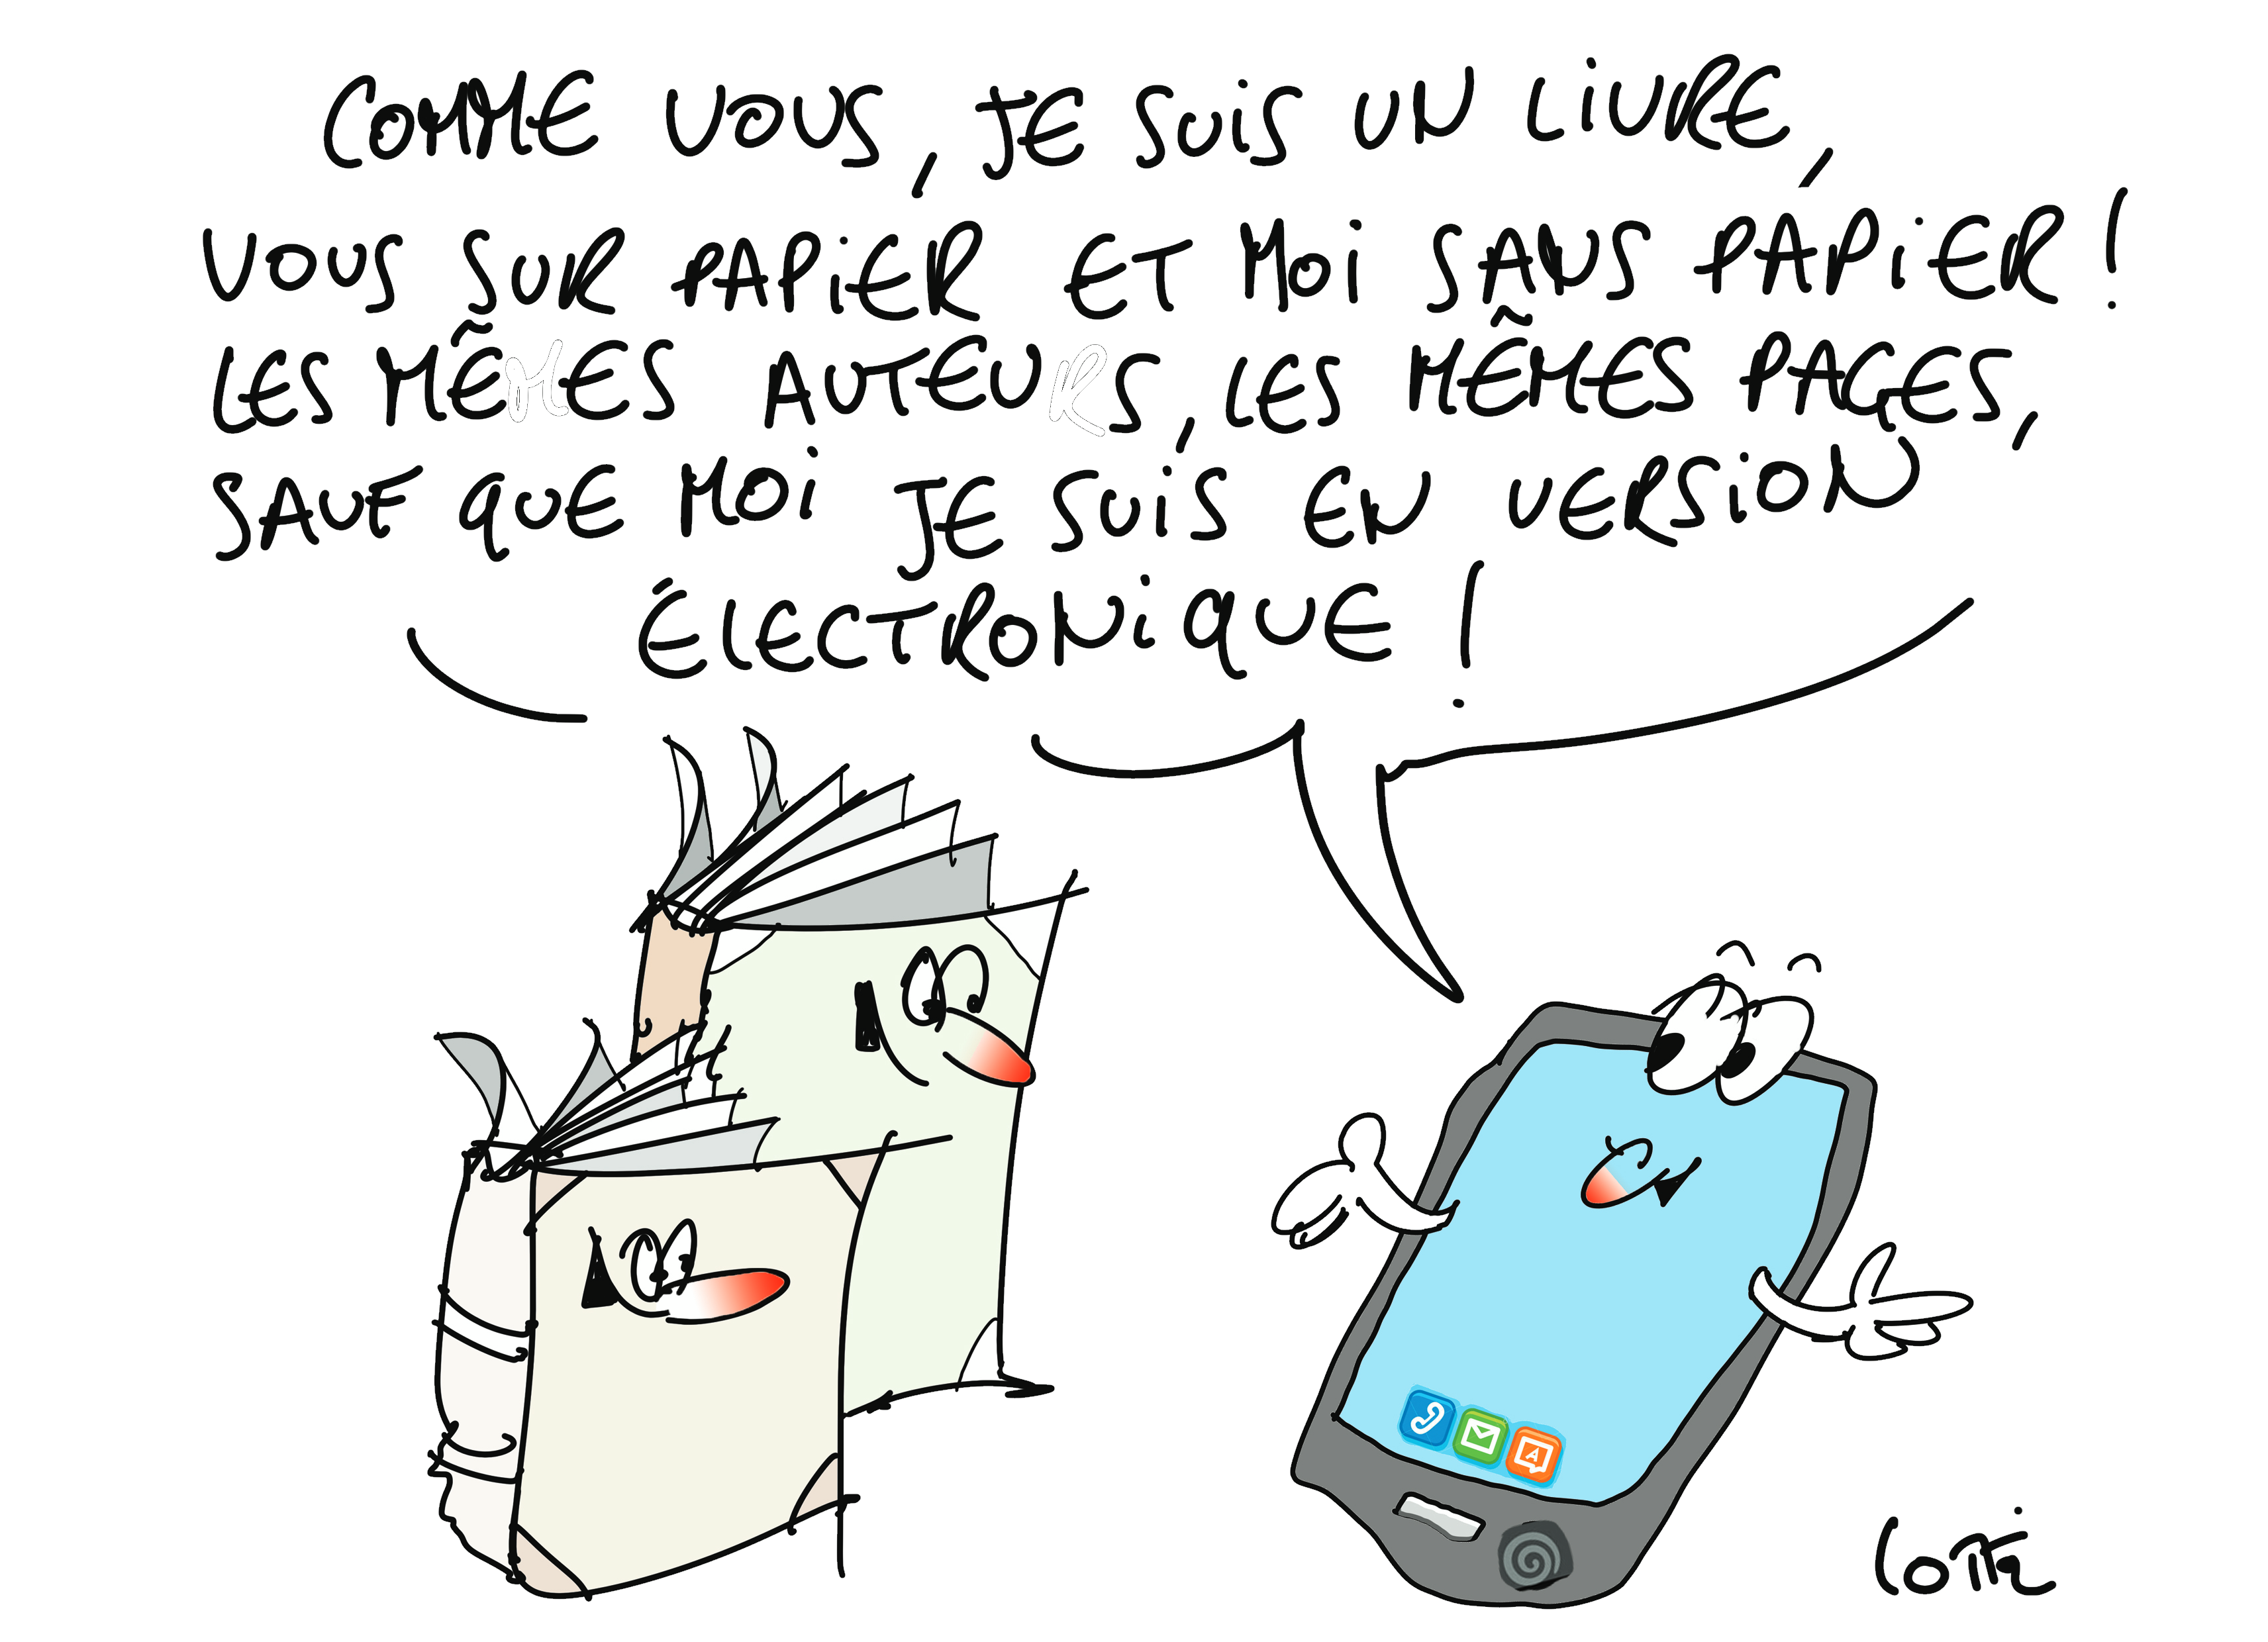 COMME VOUS, JE SUIS UN LIVRE,
VOUS SUR PAPIER ET MOI SANS PAPIER !
LES MÊMES AUTEURS, LES MÊMES PAGES,
SAUF QUE MOI JE SUIS EN VERSION
ÉLECTRONIQUE !
A